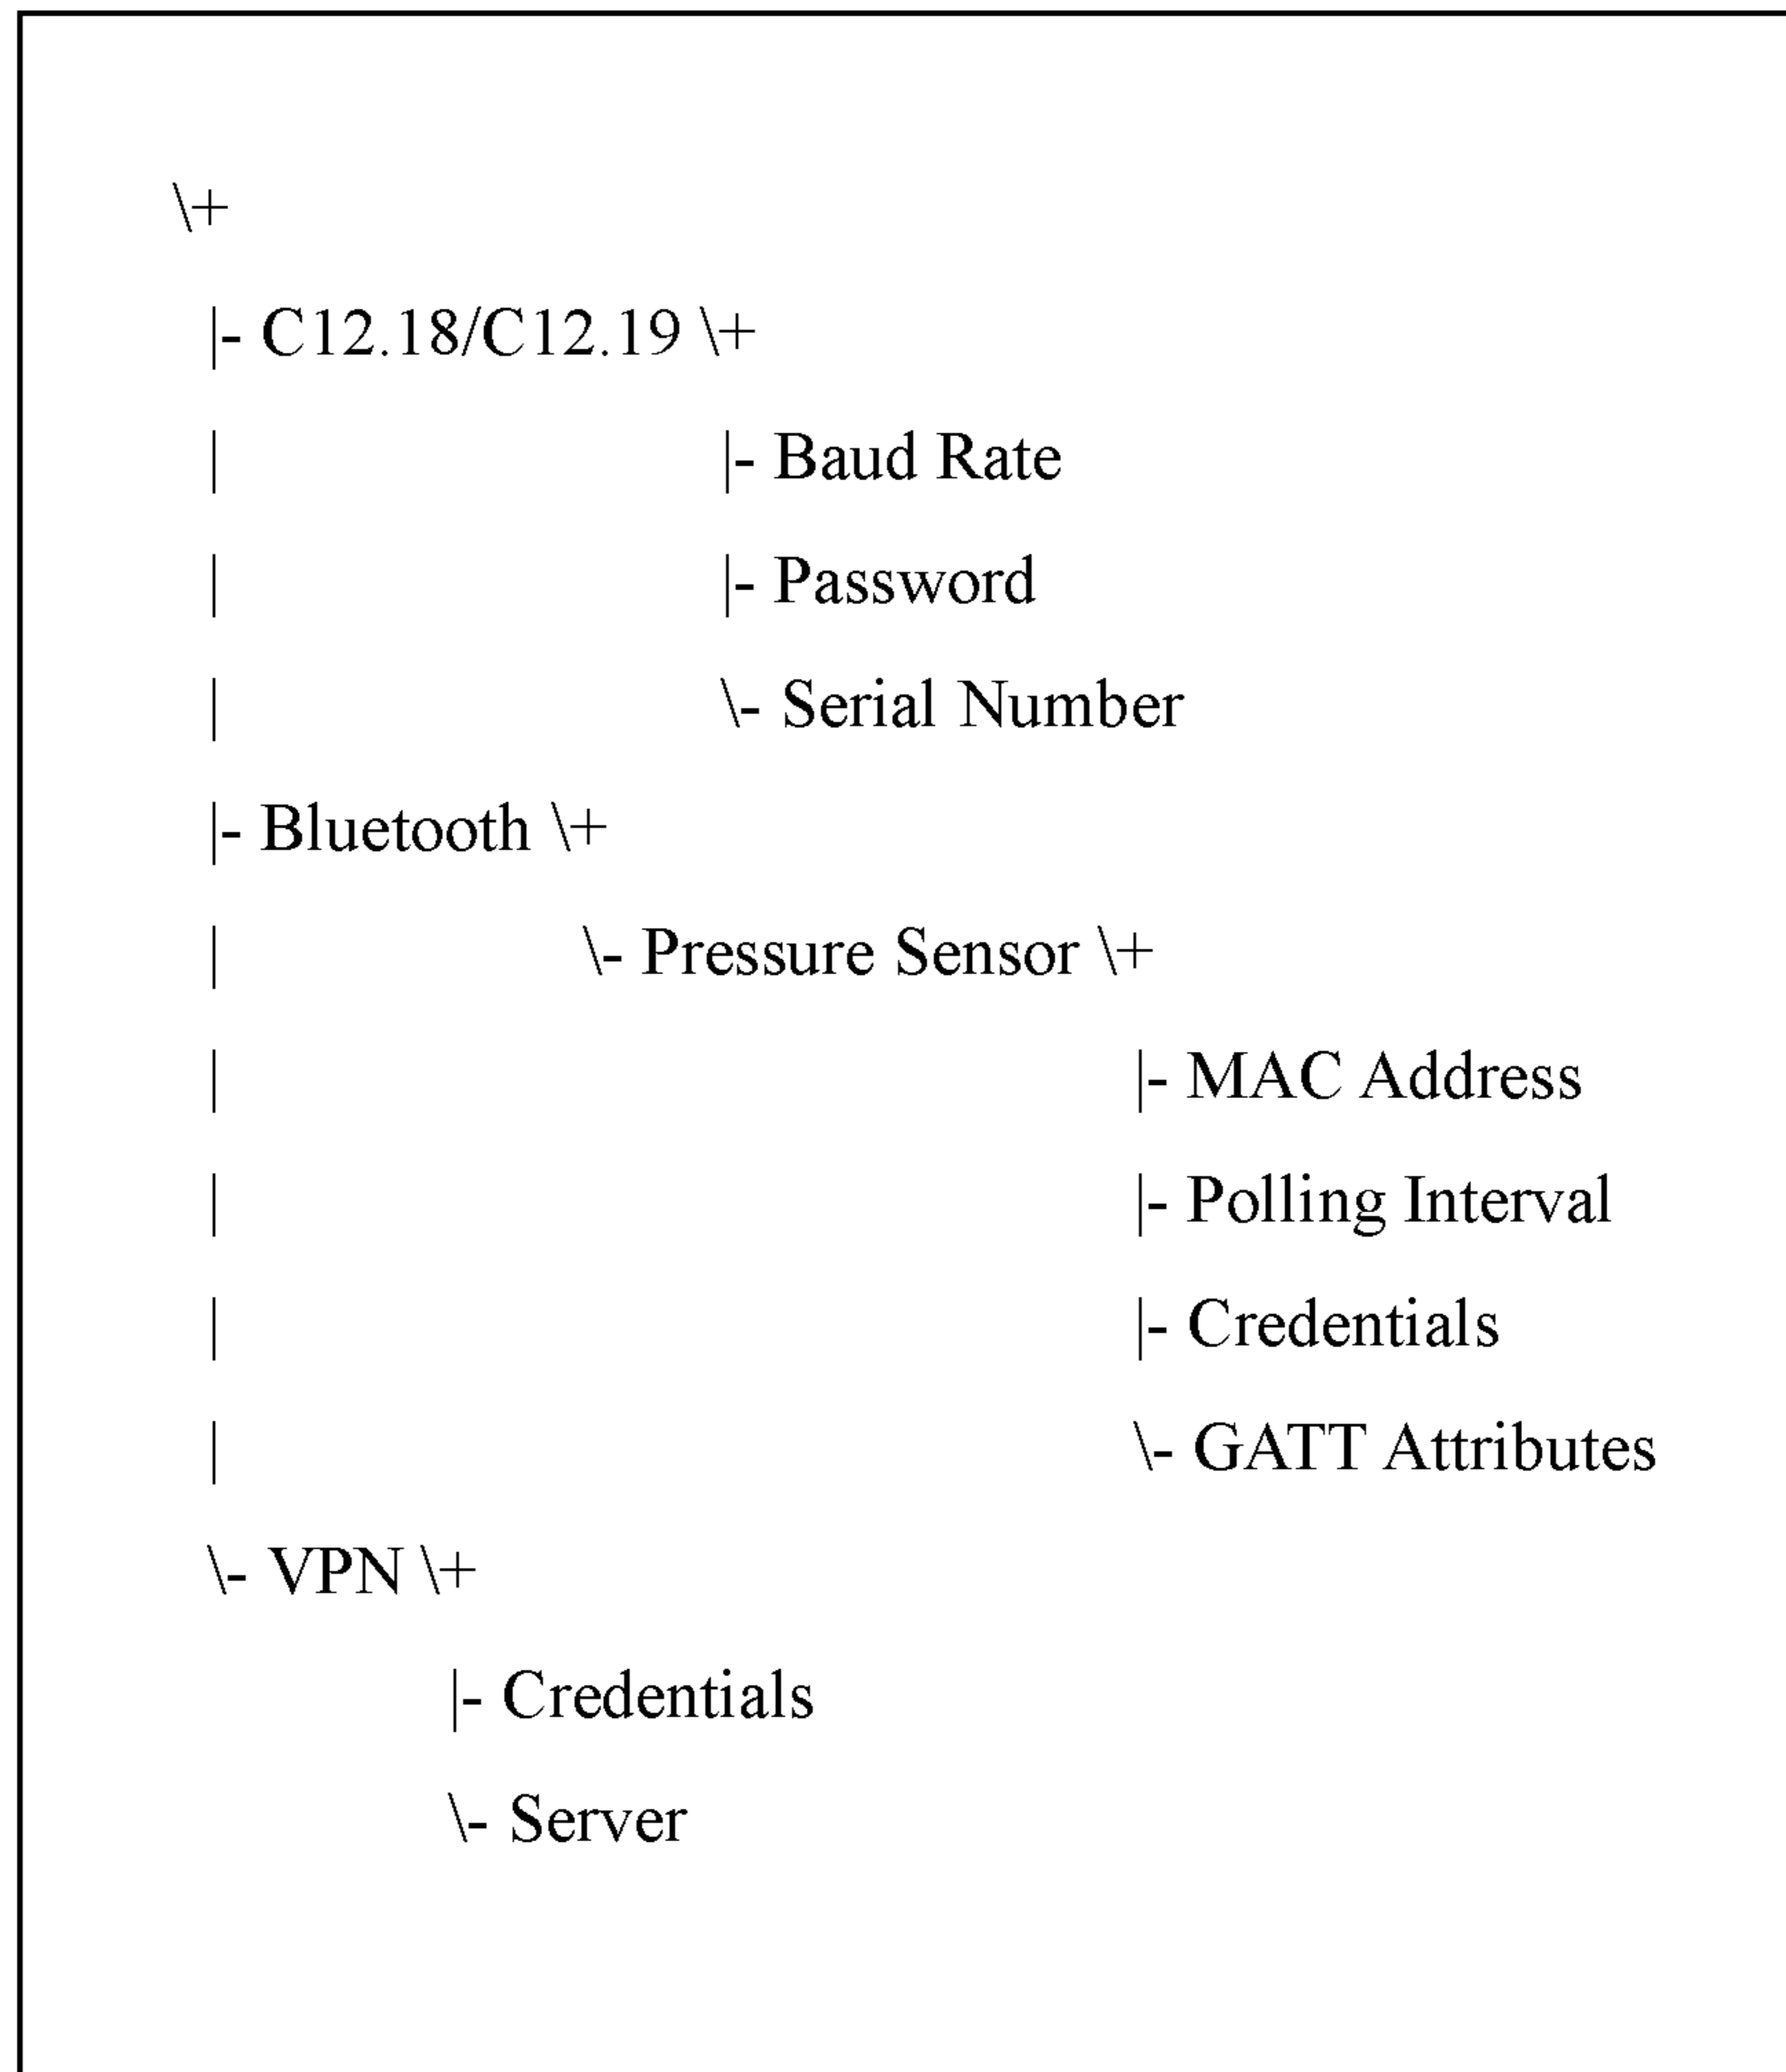 \+
|- C12.18/C12.19 \+
| |- Baud Rate
| |- Password
| \- Serial Number
|- Bluetooth \+
| \- Pressure Sensor \+
| |- MAC Address
| |- Polling Interval
| |- Credentials
| \- GATT Attributes
\- VPN \+
|- Credentials
\- Server